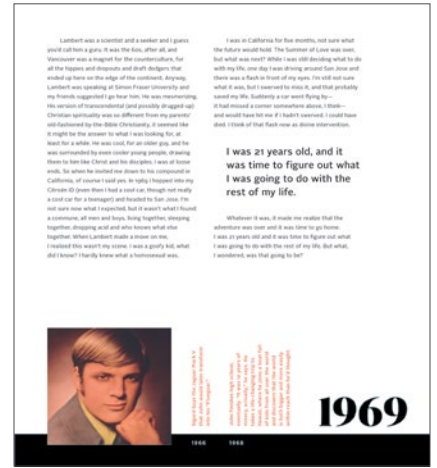 Lambert was a scientist and a seeker and I guess
you'd call him a guru. It was the 60s, after all, and
Vancouver was a magnet for the counterculture, for
all the hippies and dropouts and draft dodgers that
ended up here on the edge of the continent. Anyway,
Lambert was speaking at Simon Fraser University and
my friends suggested I go hear him. He was mesmerizing.
His version of transcendental (and possibly drugged-up)
Christian spirituality was so different from my parents'
old-fashioned by-the-Bible Christianity, it seemed like
it might be the answer to what I was looking for, at
least for a while. He was cool, for an older guy, and he
was surrounded by even cooler young people, drawing
them to him like Christ and his disciples. I was at loose
ends. So when he invited me down to his compound in
California, of course I said yes. In 1969 I hopped into my
Citroën ID (even then I had a cool car, though not really
a cool car for a teenager) and headed to San Jose. I'm
not sure now what I expected, but it wasn't what I found:
a commune, all men and boys, living together, sleeping
together, dropping acid and who knows what else
together. When Lambert made a move on me,
I realized this wasn't my scene. I was a goofy kid, what
did I know? I hardly knew what a homosexual was.
I was in California for five months, not sure what
the future would hold. The Summer of Love was over,
but what was next? While I was still deciding what to do
with my life, one day I was driving around San Jose and
there was a flash in front of my eyes. I'm still not sure
what it was, but I swerved to miss it, and that probably
saved my life. Suddenly a car went flying by—
it had missed a corner somewhere above, I think—
and would have hit me if I hadn't swerved. I could have
died. I think of that flash now as divine intervention.
I was 21 years old, and it
was time to figure out what
I was going to do with the
rest of my life.
Whatever it was, it made me realize that the
adventure was over and it was time to go home.
I was 21 years old and it was time to figure out what
I was going to do with the rest of my life. But what,
I wondered, was that going to be?
1966
1968
1969